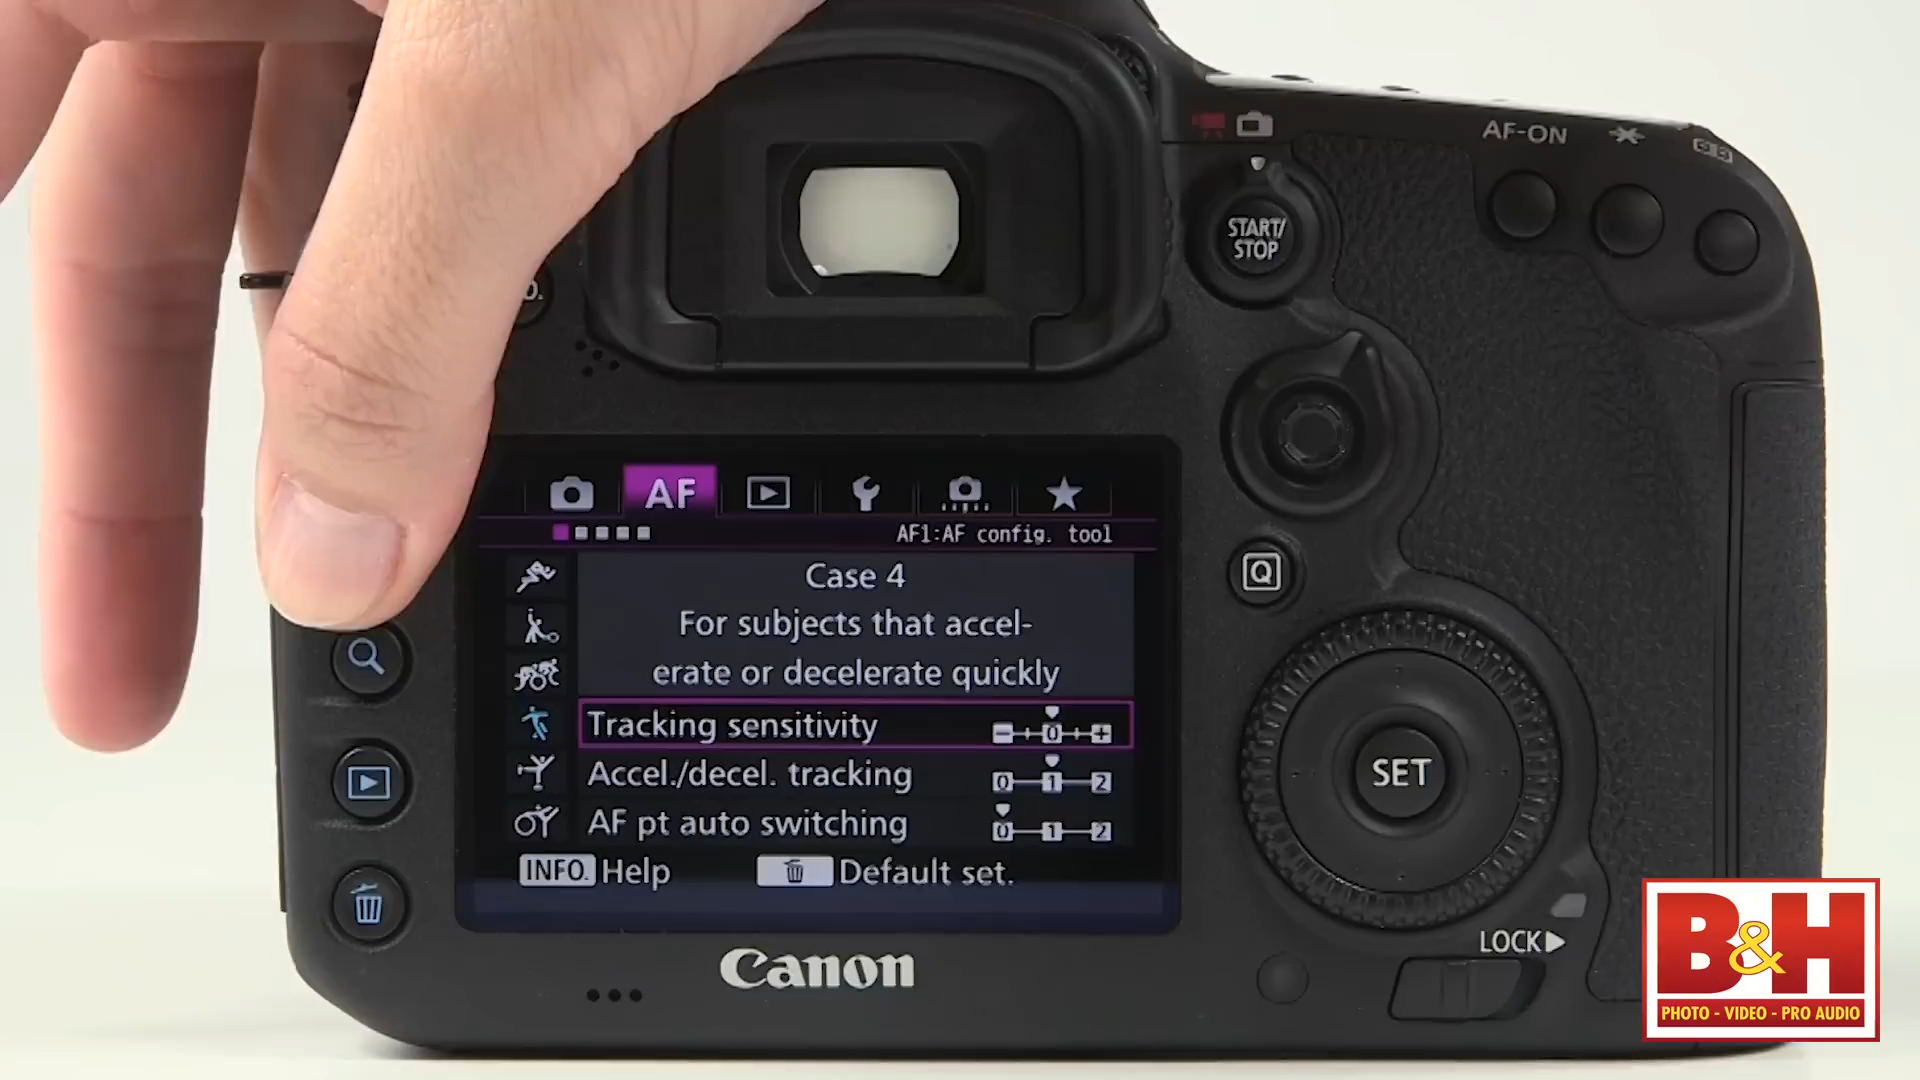 AF-ON
START/
STOP
Q
AF
AF1:AF config. tool
Case 4
For subjects that accel-
erate or decelerate quickly
Tracking sensitivity - 0 +
Accel./decel. tracking 0 1 2
AF pt auto switching 0 1 2
INFO. Help Default set.
SET
LOCK
Canon
B&H
PHOTO - VIDEO - PRO AUDIO